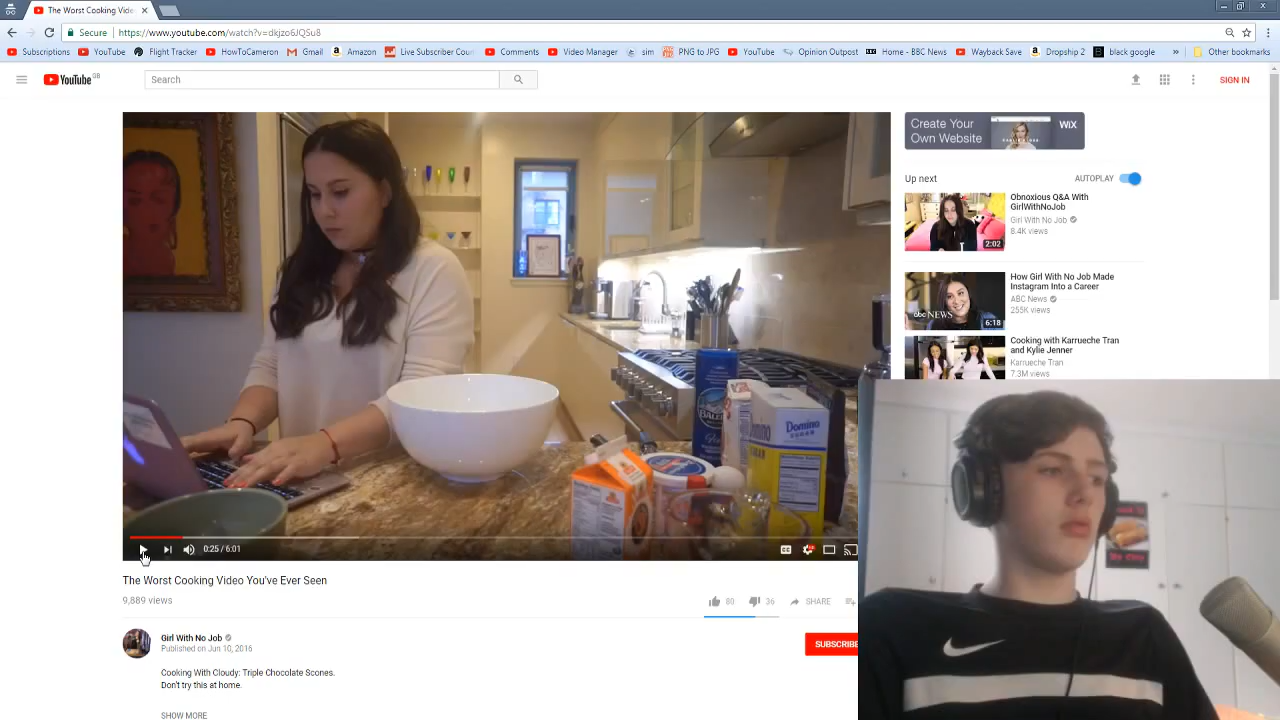 The Worst Cooking Vide
Secure
https://www.youtube.com/watch?v=dkjzo6JQSu8
Subscriptions
YouTube
Flight Tracker
HowToCameron
Gmail
Amazon
Live Subscriber Cou
Comments
Video Manager
sim
PNG to JPG
YouTube
Opinion Outpost
Home - BBC News
Wayback Save
Dropship
black google
»
Other bookmarks
YouTube GB
Search
SIGN IN
Create Your
Own Website
WiX
Up next
AUTOPLAY
Obnoxious Q&A With
GirlWithNoJob
Girl With No Job
8.4K views
2:02
How Girl With No Job Made
Instagram Into a Career
ABC News
255K views
abc NEWS
6:18
Cooking with Karrueche Tran
and Kylie Jenner
Karrueche Tran
7.3M views
Domino
SUGAR
0:25 / 6:01
The Worst Cooking Video You've Ever Seen
9,889 views
80
36
SHARE
Girl With No Job
Published on Jun 10, 2016
SUBSCRIBE
Cooking With Cloudy: Triple Chocolate Scones.
Don't try this at home.
SHOW MORE